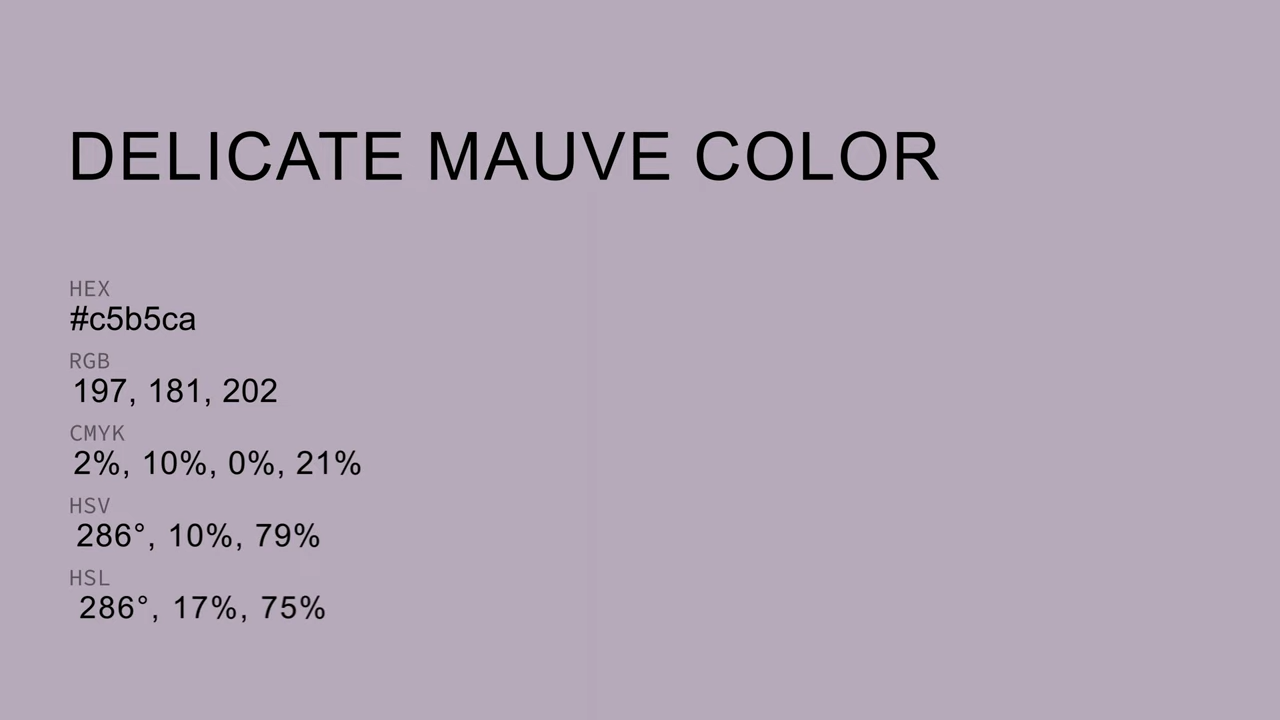 DELICATE MAUVE COLOR
HEX
#c5b5ca
RGB
197, 181, 202
CMYK
2%, 10%, 0%, 21%
HSV
286°, 10%, 79%
HSL
286°, 17%, 75%